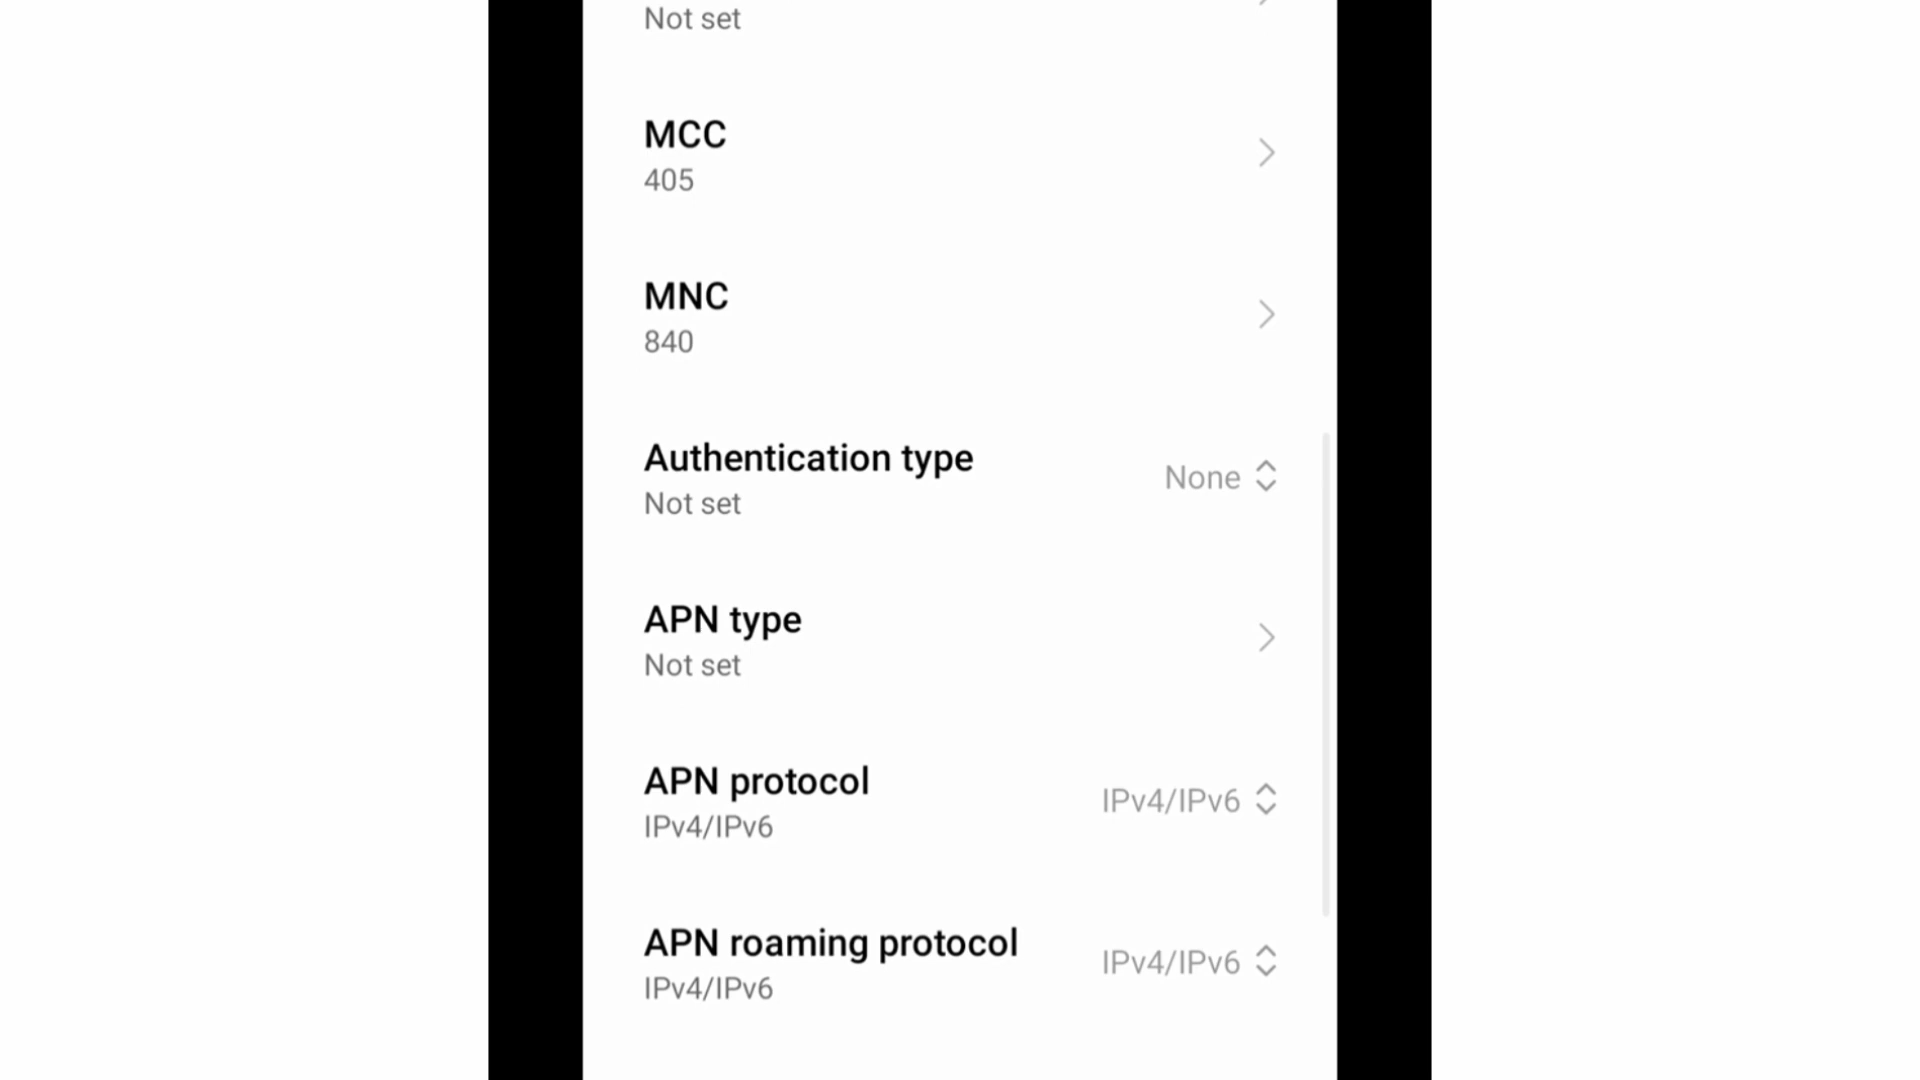 Not set
MCC
405
MNC
840
Authentication type
Not set
None
APN type
Not set
APN protocol
IPv4/IPv6
IPv4/IPv6
APN roaming protocol
IPv4/IPv6
IPv4/IPv6